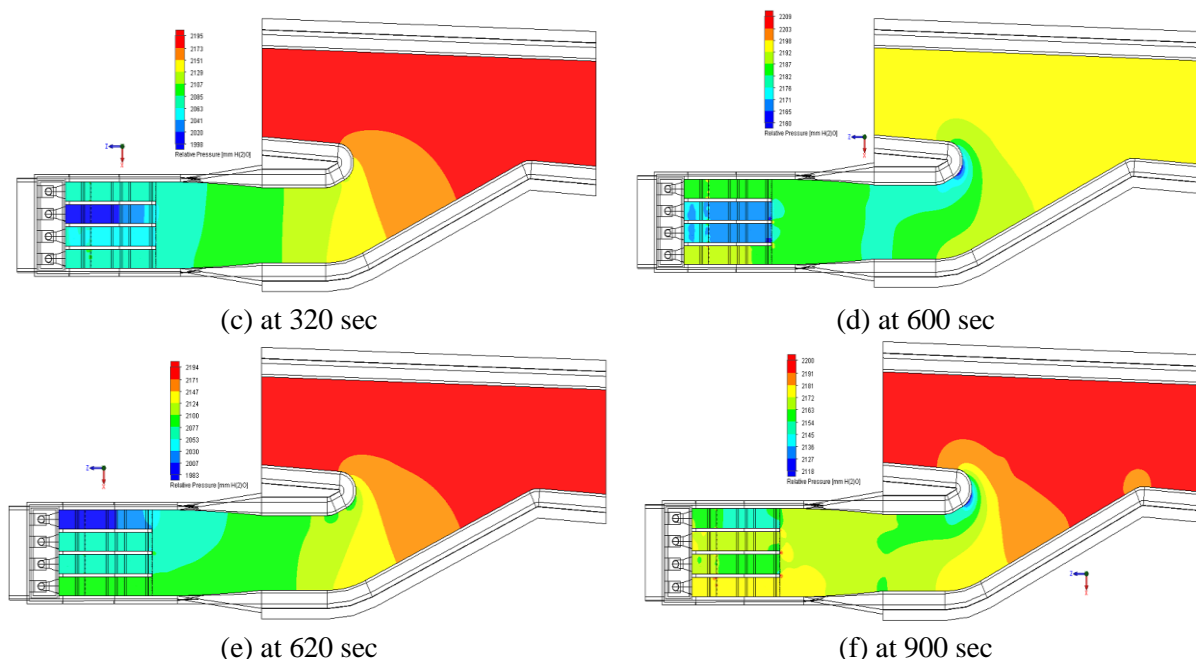 2195
2173
2151
2129
2107
2085
2063
2041
2020
1998
Relative Pressure [mm H(2)O]
Z
X
(c) at 320 sec
2209
2203
2198
2192
2187
2182
2176
2171
2165
2160
Relative Pressure [mm H(2)O]
Z
X
(d) at 600 sec
2194
2171
2147
2124
2100
2077
2053
2030
2007
1983
Relative Pressure [mm H(2)O]
Z
X
(e) at 620 sec
2200
2191
2181
2172
2163
2154
2145
2136
2127
2118
Relative Pressure [mm H(2)O]
Z
X
(f) at 900 sec